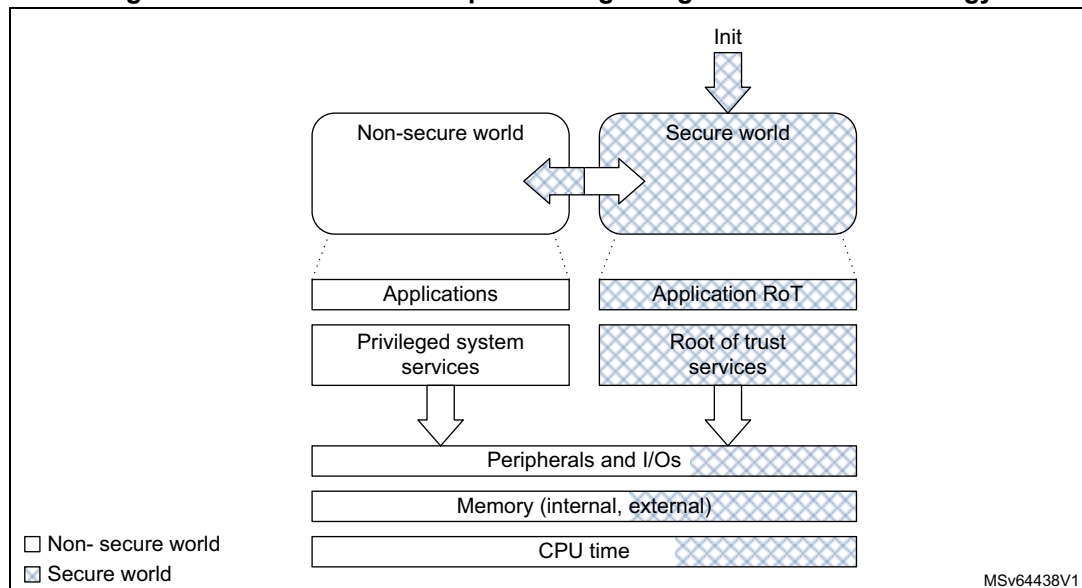 Init
Non-secure world
Secure world
Applications
Application RoT
Privileged system
services
Root of trust
services
Peripherals and I/Os
Memory (internal, external)
CPU time
Non- secure world
Secure world
MSv64438V1